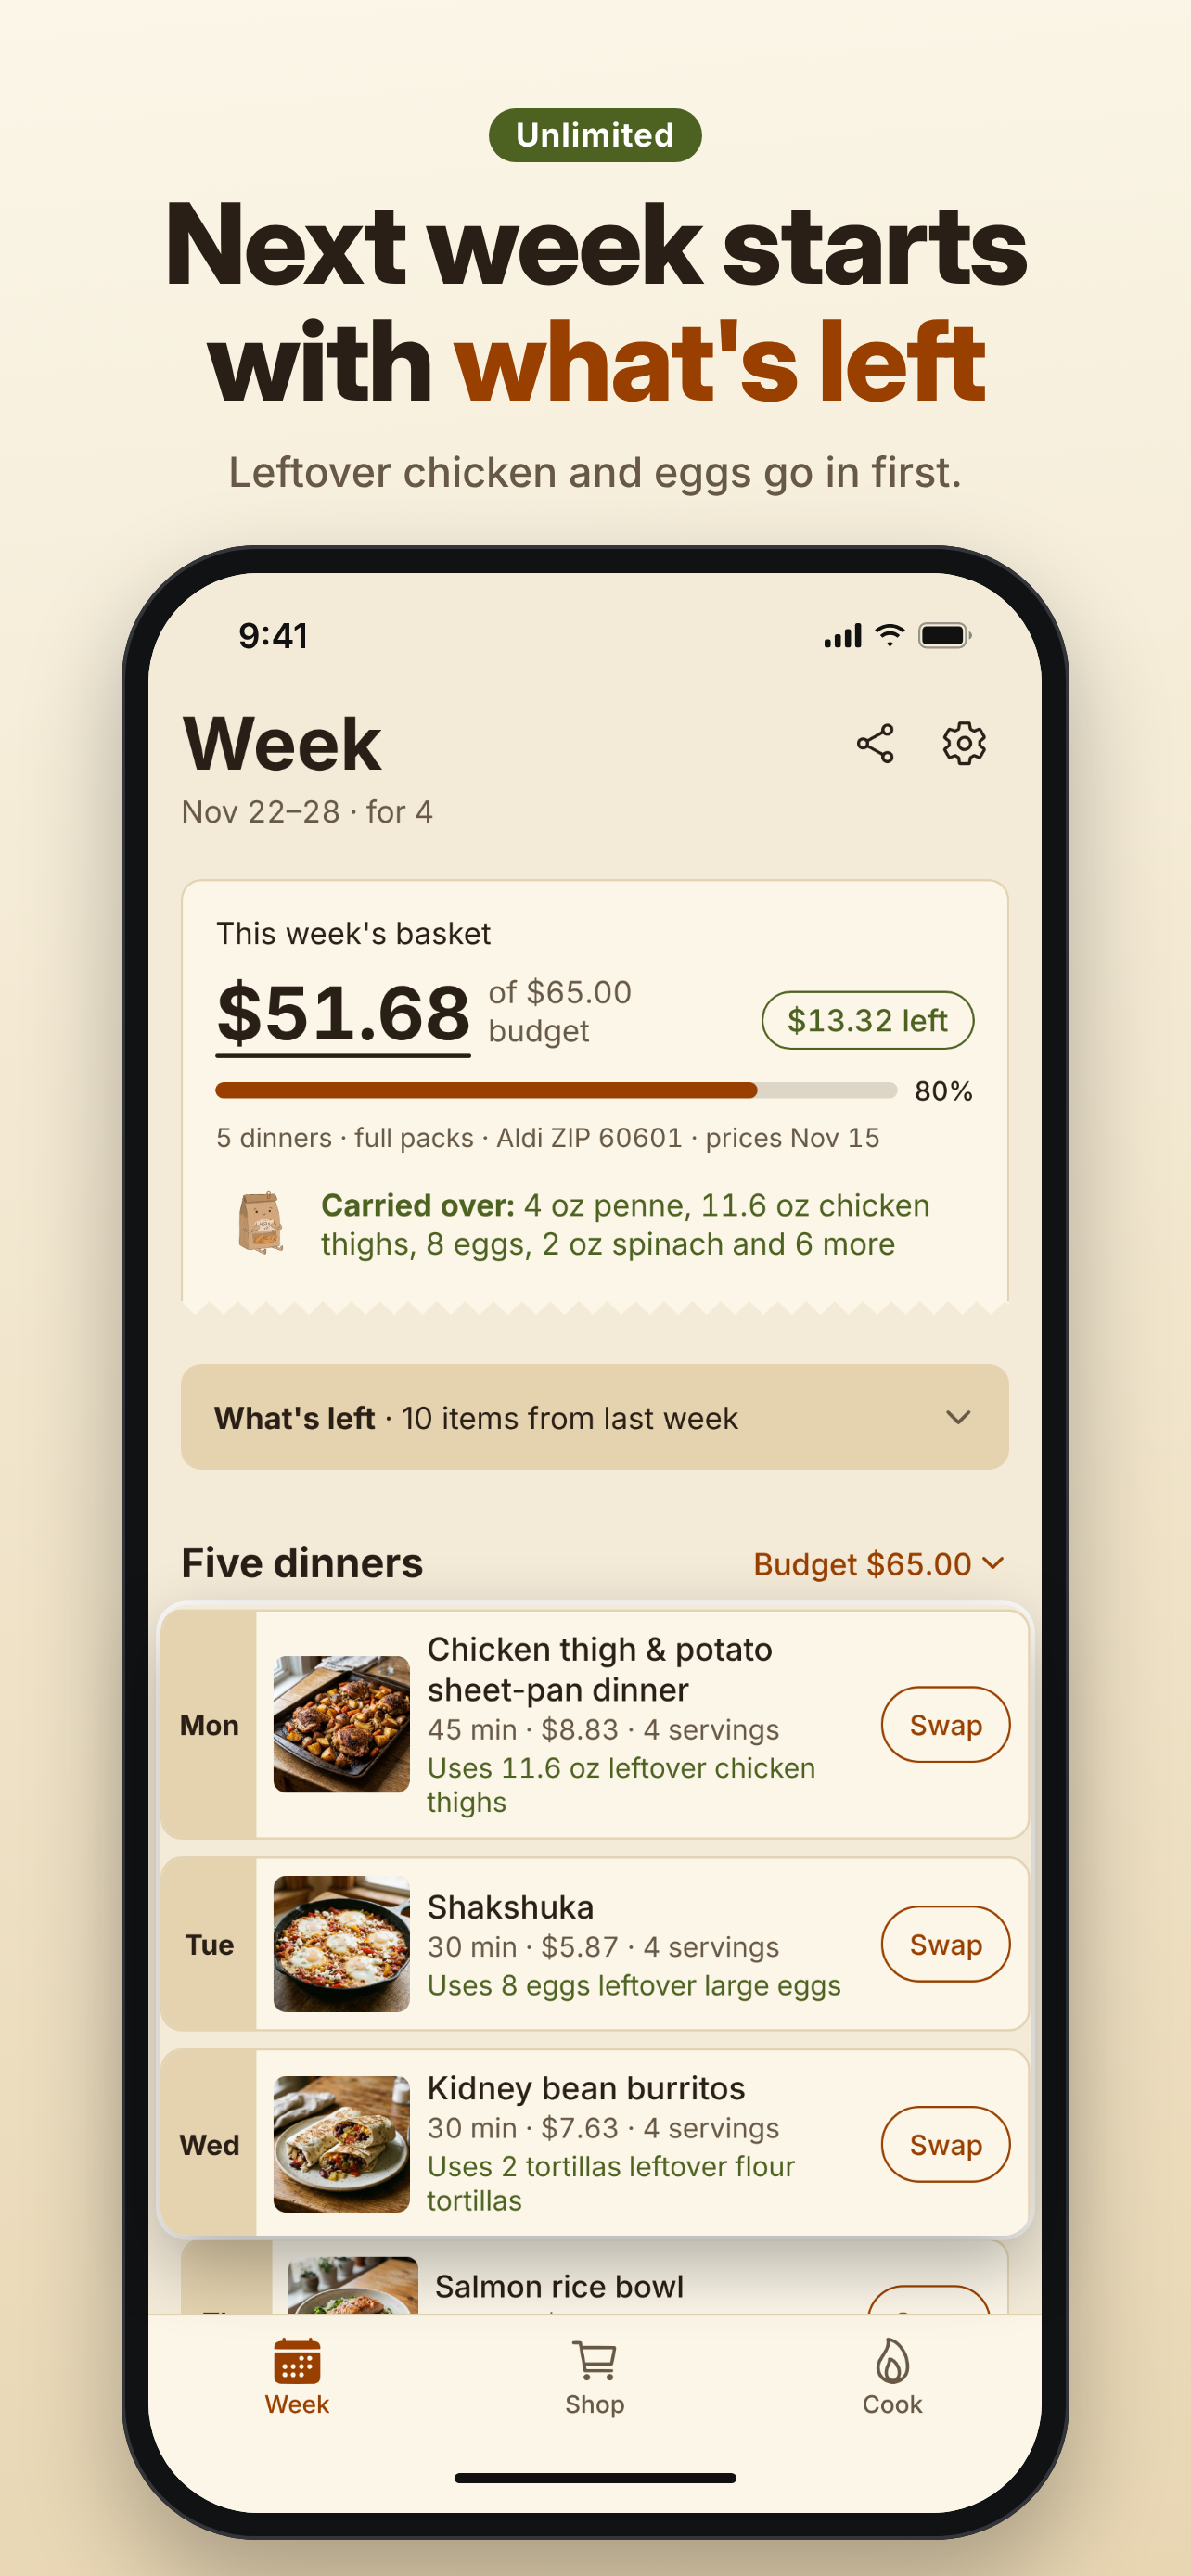 Unlimited
Next week starts
with what's left
Leftover chicken and eggs go in first.
9:41
Week
Nov 22–28 · for 4
This week's basket
$51.68 of $65.00
budget
$13.32 left
80%
5 dinners · full packs · Aldi ZIP 60601 · prices Nov 15
Carried over: 4 oz penne, 11.6 oz chicken
thighs, 8 eggs, 2 oz spinach and 6 more
What's left · 10 items from last week
Five dinners
Budget $65.00
Mon
Chicken thigh & potato
sheet-pan dinner
45 min · $8.83 · 4 servings
Uses 11.6 oz leftover chicken
thighs
Swap
Tue
Shakshuka
30 min · $5.87 · 4 servings
Uses 8 eggs leftover large eggs
Swap
Wed
Kidney bean burritos
30 min · $7.63 · 4 servings
Uses 2 tortillas leftover flour
tortillas
Swap
Salmon rice bowl
Week
Shop
Cook